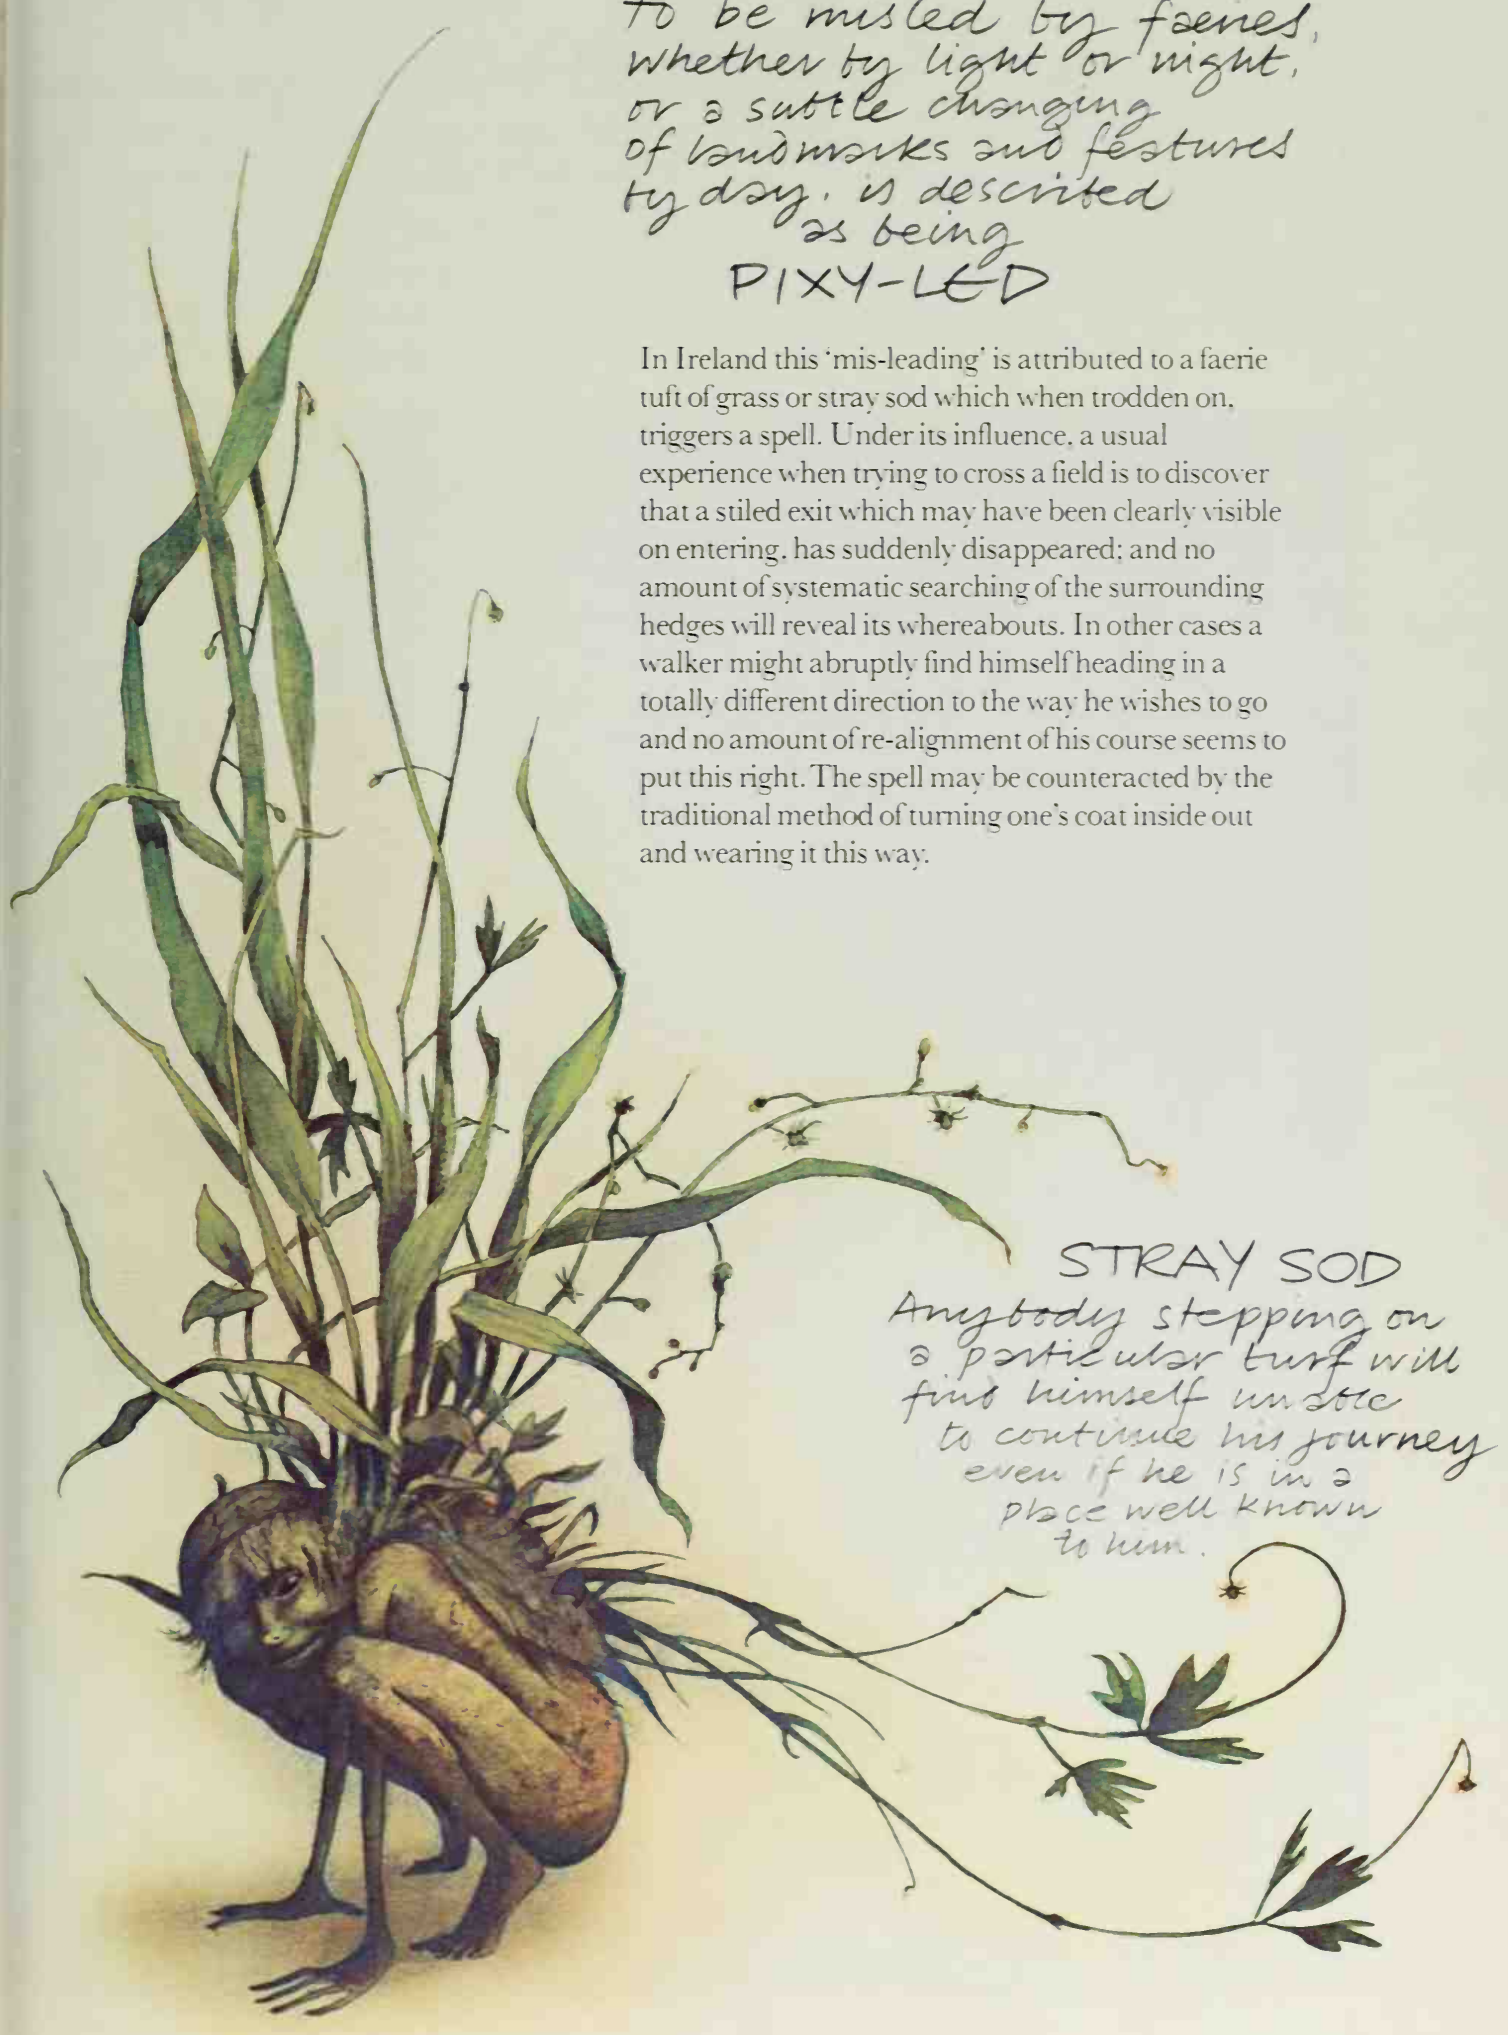 To be misled by faeries,
whether by light or night,
or a subtle changing
of landmarks and features
by day, is described
as being
PIXY-LED
In Ireland this ‘mis-leading’ is attributed to a faerie
tuft of grass or stray sod which when trodden on,
triggers a spell. Under its influence, a usual
experience when trying to cross a field is to discover
that a stiled exit which may have been clearly visible
on entering, has suddenly disappeared; and no
amount of systematic searching of the surrounding
hedges will reveal its whereabouts. In other cases a
walker might abruptly find himself heading in a
totally different direction to the way he wishes to go
and no amount of re-alignment of his course seems to
put this right. The spell may be counteracted by the
traditional method of turning one's coat inside out
and wearing it this way.
STRAY SOD
Anybody stepping on
a particular turf will
find himself unable
to continue his journey
even if he is in a
place well known
to him.